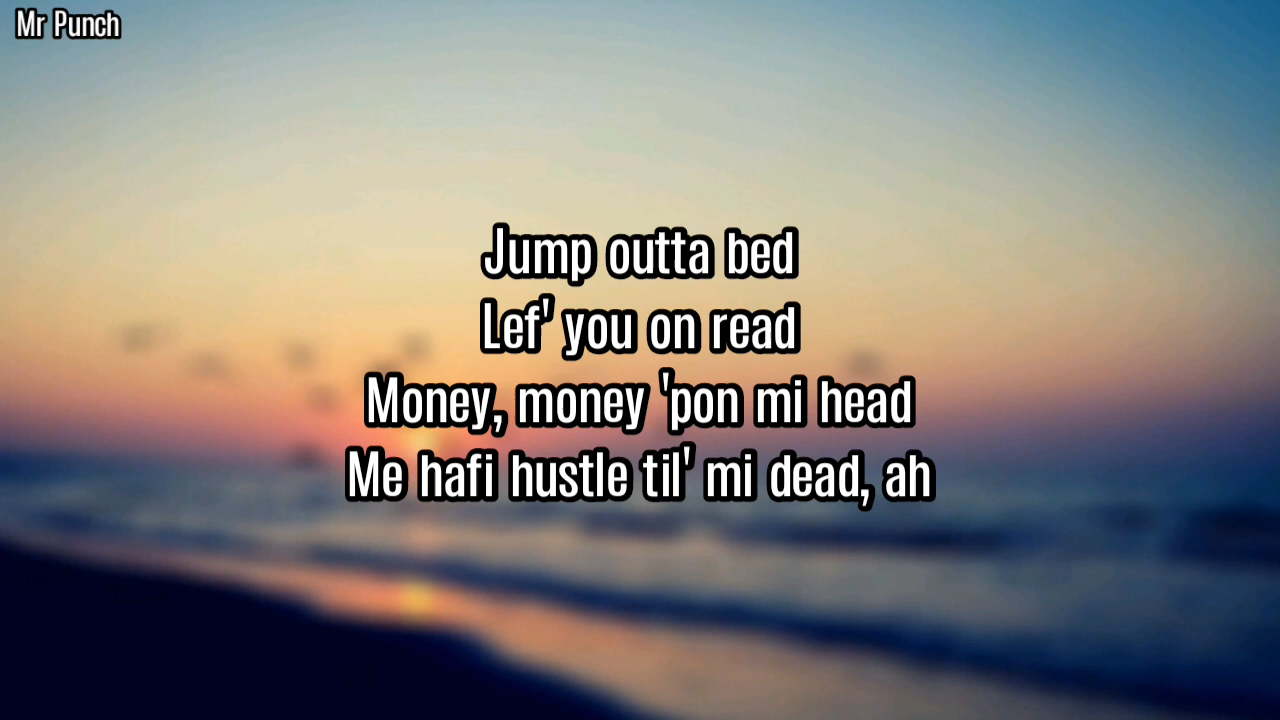 Mr Punch
Jump outta bed
Lef' you on read
Money, money 'pon mi head
Me hafi hustle til' mi dead, ah